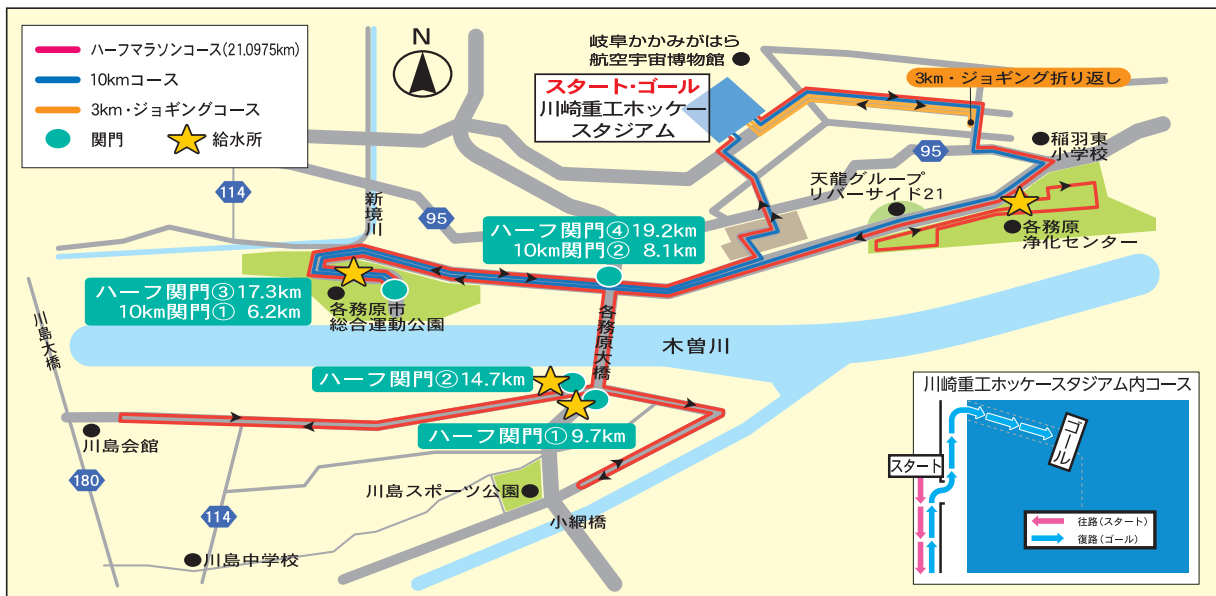 ハーフマラソンコース(21.0975km)
10kmコース
3km・ジョギングコース
関門
給水所
N
岐阜かかみがはら
航空宇宙博物館
スタート・ゴール
川崎重工ホッケー
スタジアム
3km・ジョギング折り返し
稲羽東
小学校
95
天龍グループ
リバーサイド21
各務原
浄化センター
114
新境川
95
ハーフ関門④19.2km
10km関門② 8.1km
ハーフ関門③17.3km
10km関門① 6.2km
各務原市
総合運動公園
川島大橋
各務原大橋
木曽川
ハーフ関門②14.7km
ハーフ関門①9.7km
川島会館
180
114
川島スポーツ公園
小網橋
川島中学校
川崎重工ホッケースタジアム内コース
ゴール
スタート
往路(スタート)
復路(ゴール)